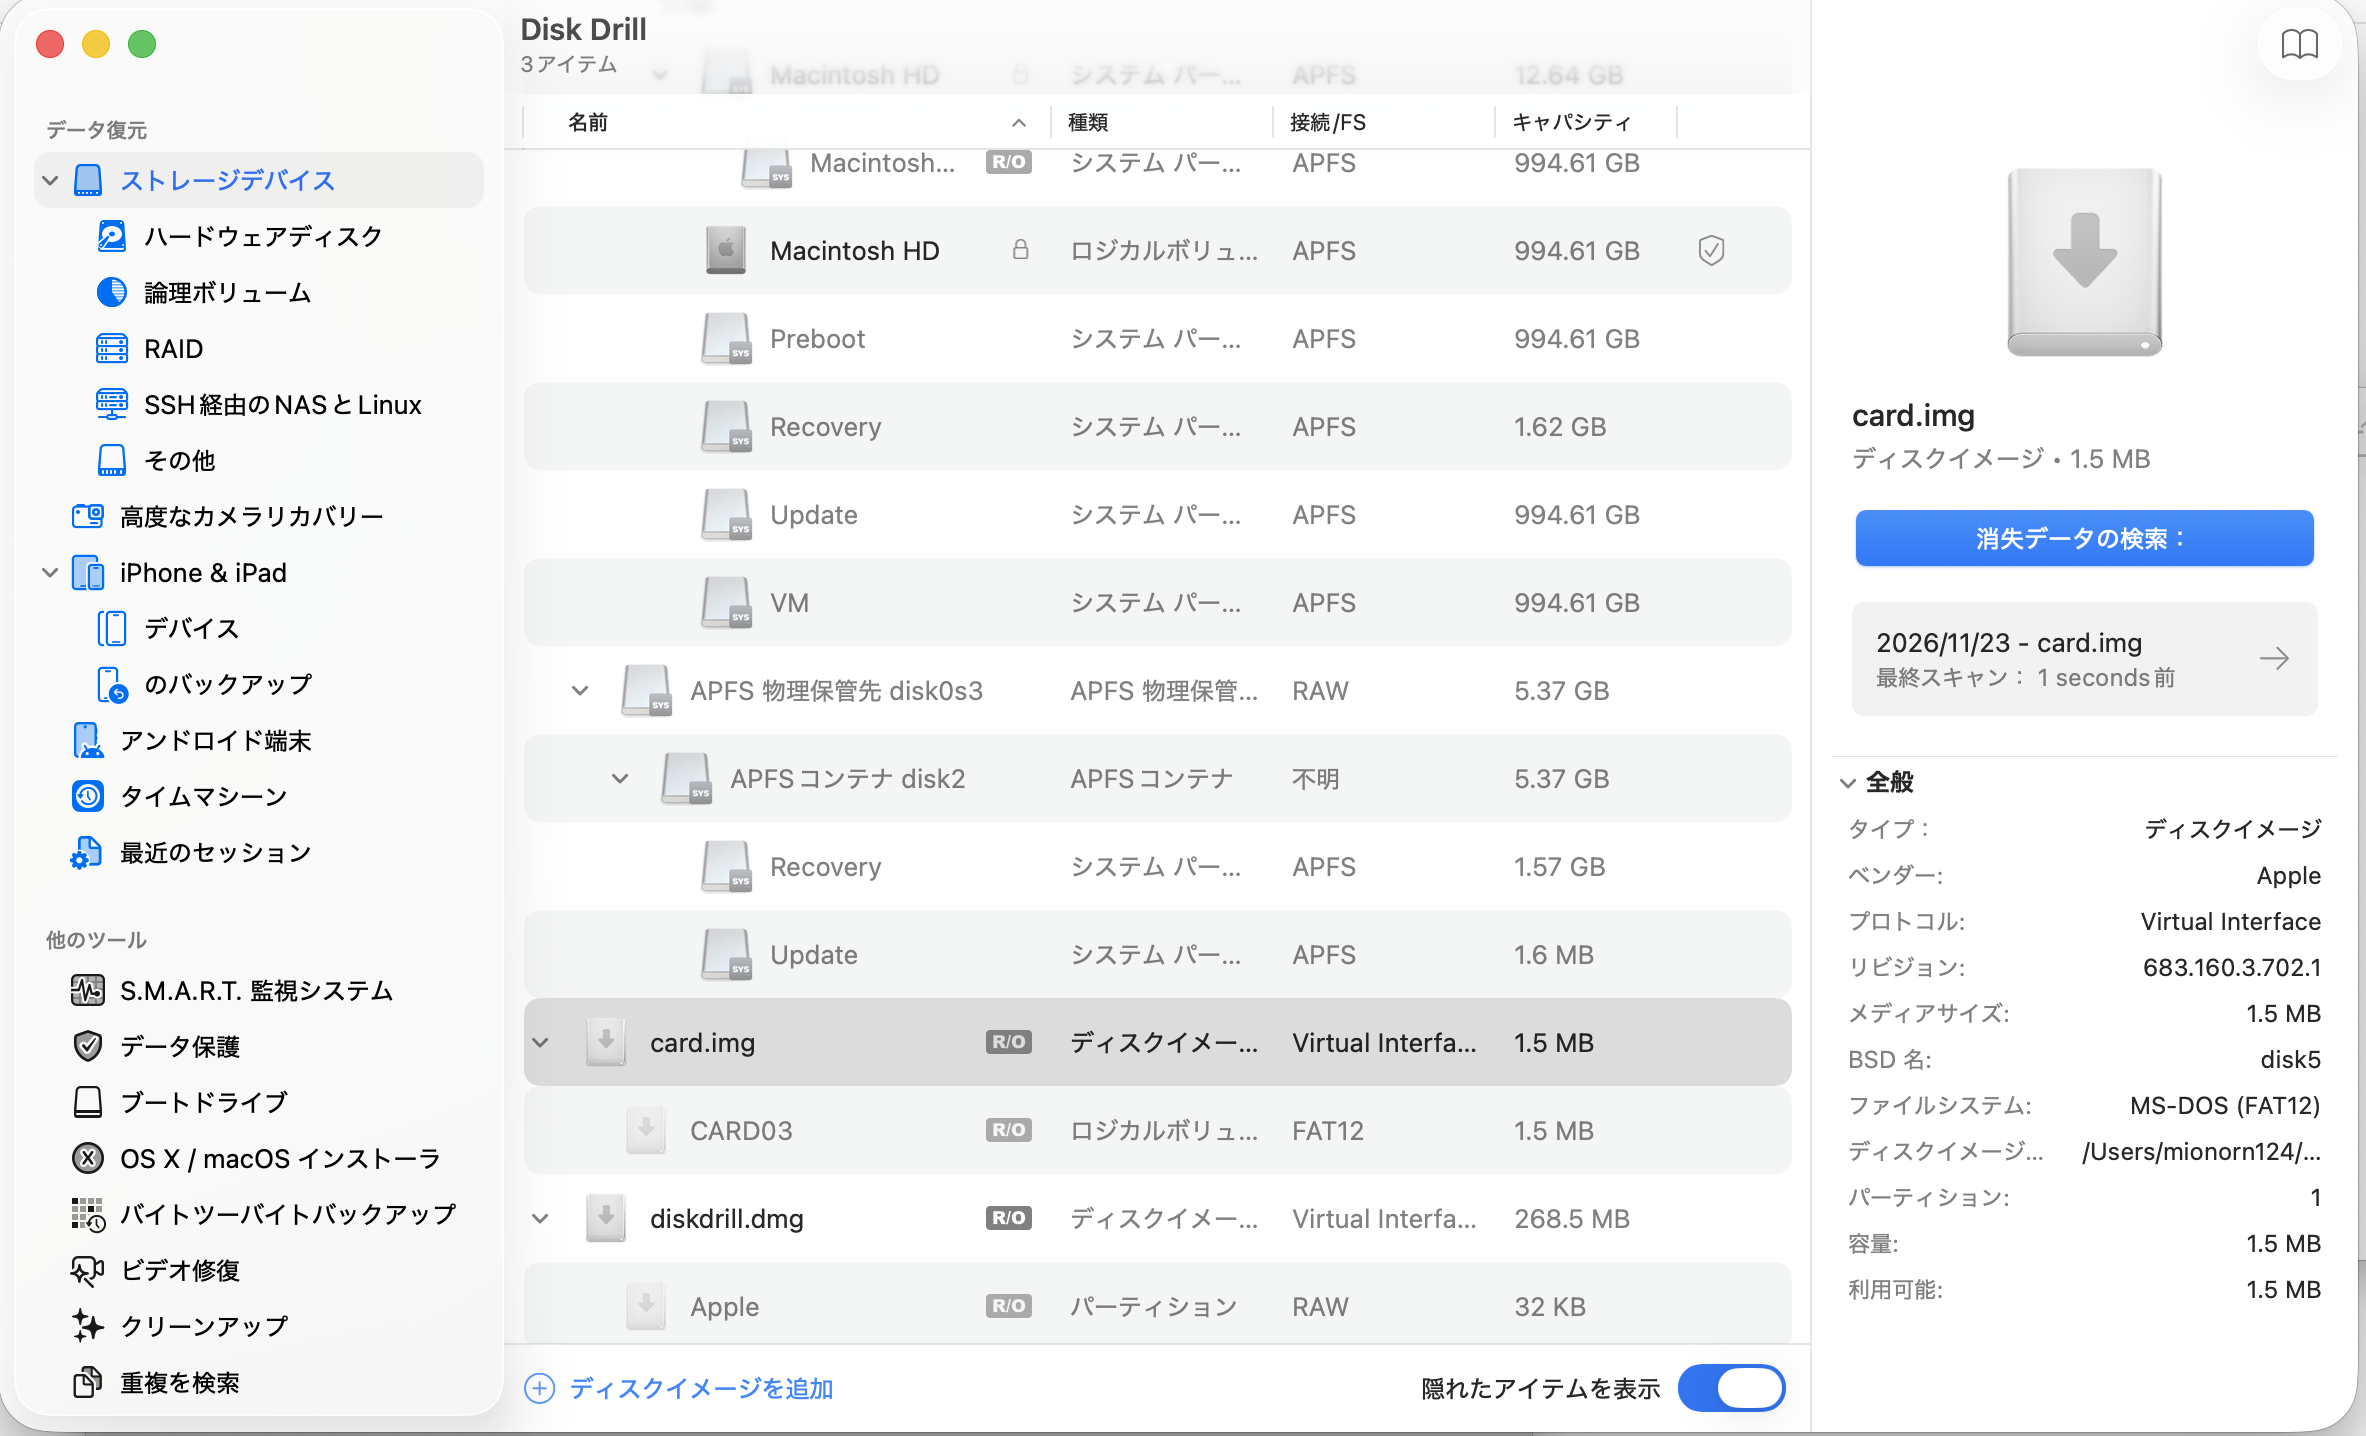 Disk Drill
3アイテム
データ復元
ストレージデバイス
ハードウェアディスク
論理ボリューム
RAID
SSH経由のNASとLinux
その他
高度なカメラリカバリー
iPhone & iPad
デバイス
のバックアップ
アンドロイド端末
タイムマシーン
最近のセッション
他のツール
S.M.A.R.T. 監視システム
データ保護
ブートドライブ
OS X / macOS インストーラ
バイトツーバイトバックアップ
ビデオ修復
クリーンアップ
重複を検索
Macintosh HD システム パー... APFS 12.64 GB
名前 種類 接続/FS キャパシティ
Macintosh... R/O システム パー... APFS 994.61 GB
Macintosh HD ロジカルボリュ... APFS 994.61 GB
Preboot システム パー... APFS 994.61 GB
Recovery システム パー... APFS 1.62 GB
Update システム パー... APFS 994.61 GB
VM システム パー... APFS 994.61 GB
APFS 物理保管先 disk0s3 APFS 物理保管... RAW 5.37 GB
APFSコンテナ disk2 APFSコンテナ 不明 5.37 GB
Recovery システム パー... APFS 1.57 GB
Update システム パー... APFS 1.6 MB
card.img R/O ディスクイメー... Virtual Interfa... 1.5 MB
CARD03 R/O ロジカルボリュ... FAT12 1.5 MB
diskdrill.dmg R/O ディスクイメー... Virtual Interfa... 268.5 MB
Apple R/O パーティション RAW 32 KB
ディスクイメージを追加 隠れたアイテムを表示
card.img
ディスクイメージ • 1.5 MB
消失データの検索：
2026/11/23 - card.img
最終スキャン： 1 seconds前
全般
タイプ： ディスクイメージ
ベンダー: Apple
プロトコル: Virtual Interface
リビジョン: 683.160.3.702.1
メディアサイズ: 1.5 MB
BSD 名: disk5
ファイルシステム: MS-DOS (FAT12)
ディスクイメージ... /Users/mionorn124/...
パーティション: 1
容量: 1.5 MB
利用可能: 1.5 MB